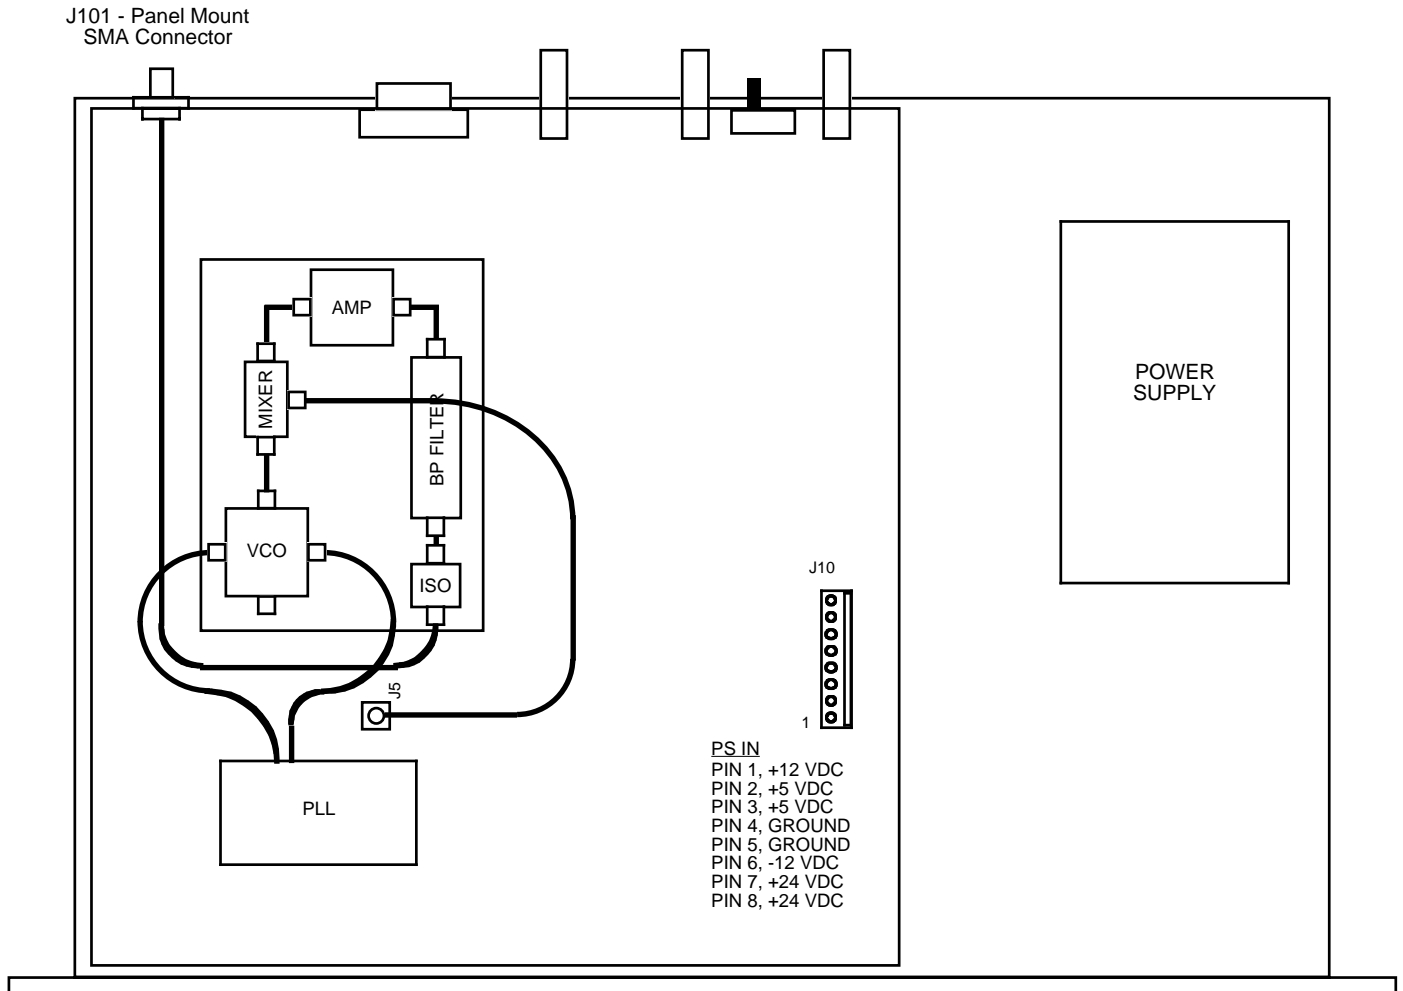 J101 - Panel Mount
SMA Connector
AMP
MIXER
BP FILTER
POWER
SUPPLY
VCO
ISO
J10
J5
1
PLL
PS IN
PIN 1, +12 VDC
PIN 2, +5 VDC
PIN 3, +5 VDC
PIN 4, GROUND
PIN 5, GROUND
PIN 6, -12 VDC
PIN 7, +24 VDC
PIN 8, +24 VDC